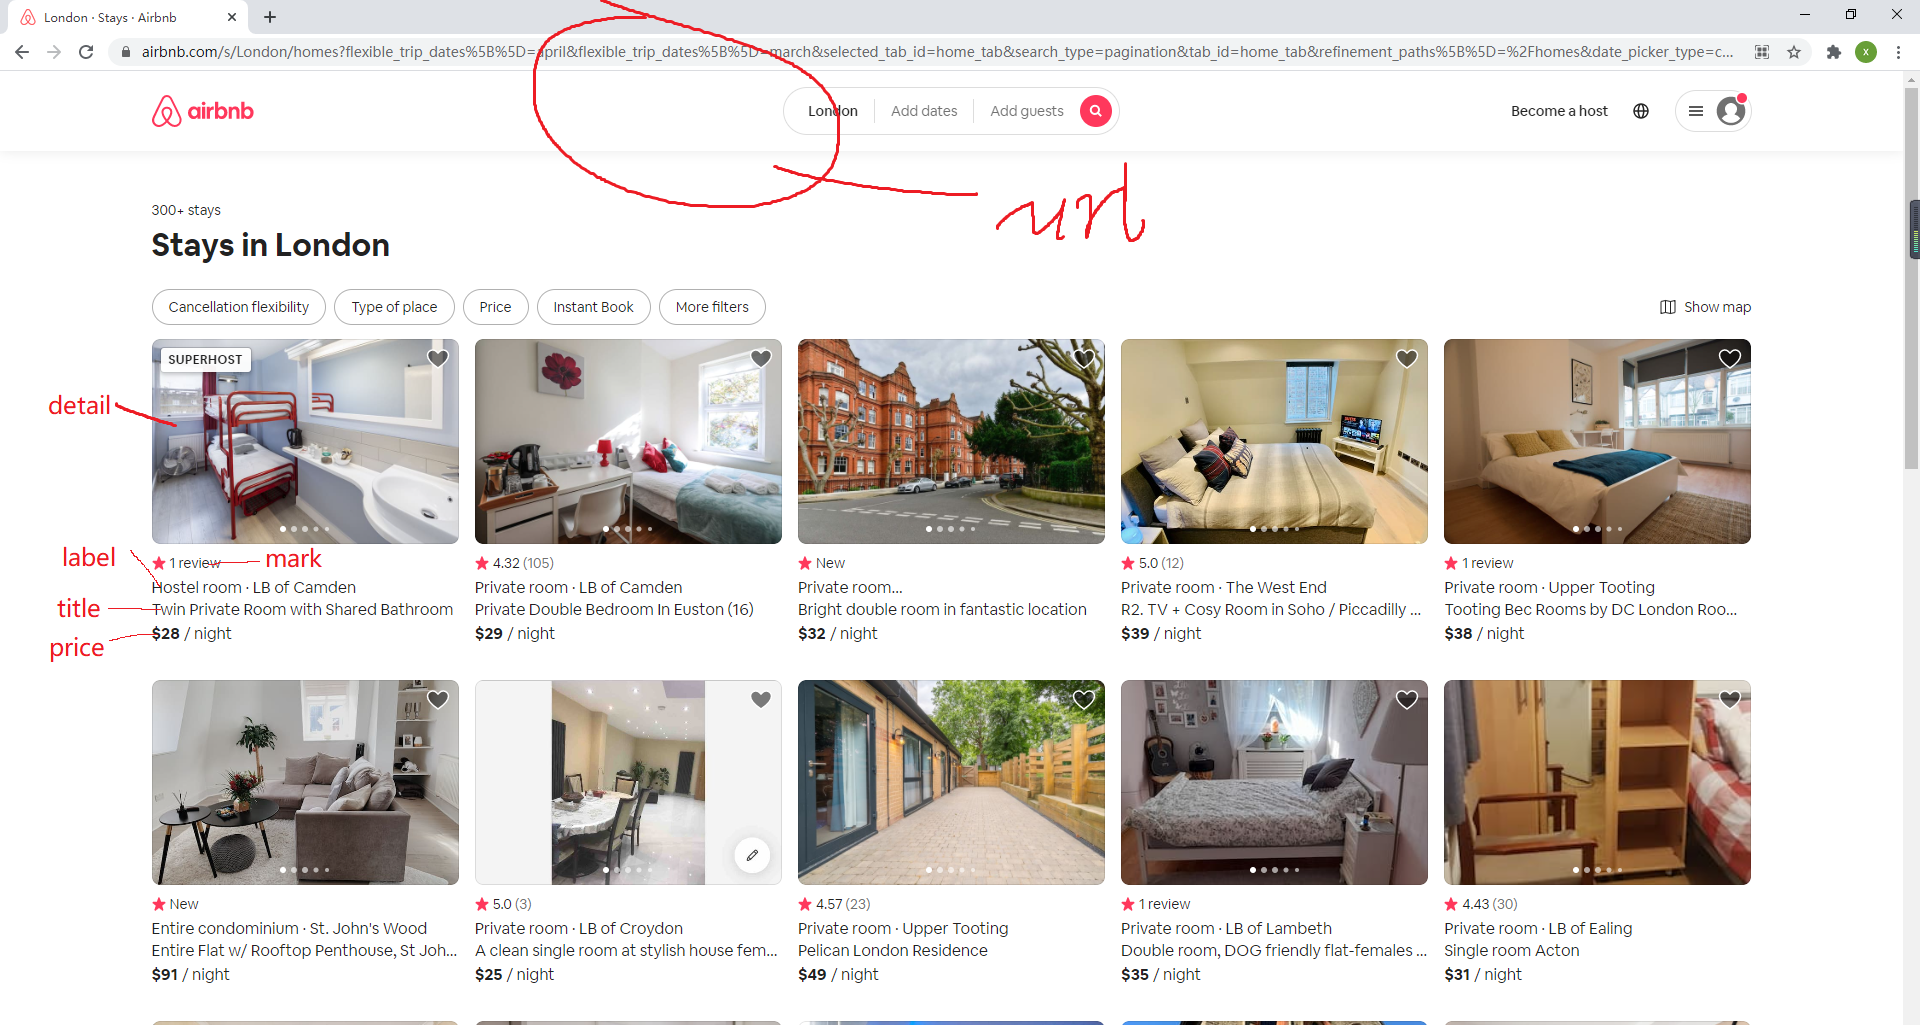 London · Stays · Airbnb
airbnb.com/s/London/homes?flexible_trip_dates%5B%5D=april&flexible_trip_dates%5B%5D=march&selected_tab_id=home_tab&search_type=pagination&tab_id=home_tab&refinement_paths%5B%5D=%2Fhomes&date_picker_type=c...
X
airbnb
London Add dates Add guests
Become a host
url
300+ stays
Stays in London
Cancellation flexibility Type of place Price Instant Book More filters
Show map
SUPERHOST
detail
label
mark
title
price
1 review
Hostel room · LB of Camden
Twin Private Room with Shared Bathroom
$28 / night
4.32 (105)
Private room · LB of Camden
Private Double Bedroom In Euston (16)
$29 / night
New
Private room...
Bright double room in fantastic location
$32 / night
5.0 (12)
Private room · The West End
R2. TV + Cosy Room in Soho / Piccadilly ...
$39 / night
1 review
Private room · Upper Tooting
Tooting Bec Rooms by DC London Roo...
$38 / night
New
Entire condominium · St. John's Wood
Entire Flat w/ Rooftop Penthouse, St Joh...
$91 / night
5.0 (3)
Private room · LB of Croydon
A clean single room at stylish house fem...
$25 / night
4.57 (23)
Private room · Upper Tooting
Pelican London Residence
$49 / night
1 review
Private room · LB of Lambeth
Double room, DOG friendly flat-females ...
$35 / night
4.43 (30)
Private room · LB of Ealing
Single room Acton
$31 / night